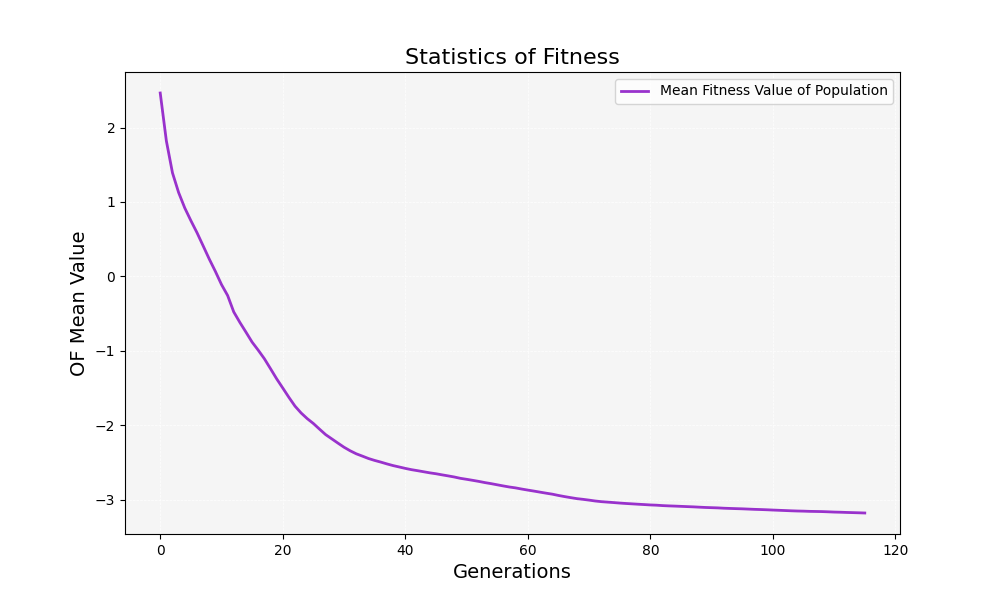 Statistics of Fitness
Mean Fitness Value of Population
OF Mean Value
2
1
0
−1
−2
−3
0 20 40 60 80 100 120
Generations